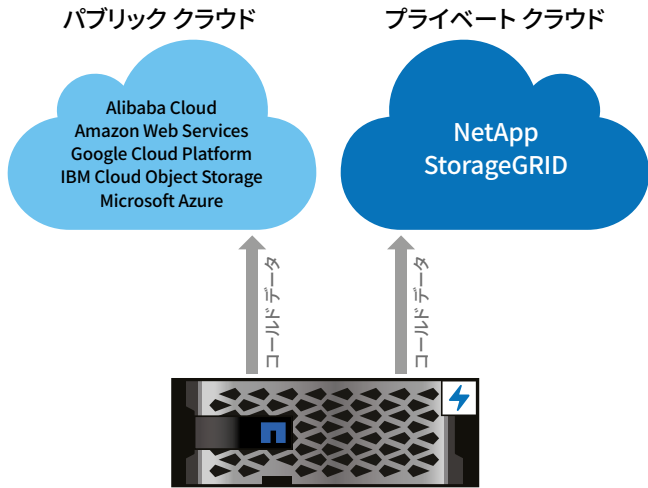 パブリック クラウド
プライベート クラウド
Alibaba Cloud
Amazon Web Services
Google Cloud Platform
IBM Cloud Object Storage
Microsoft Azure
NetApp
StorageGRID
コールド データ
コールド データ